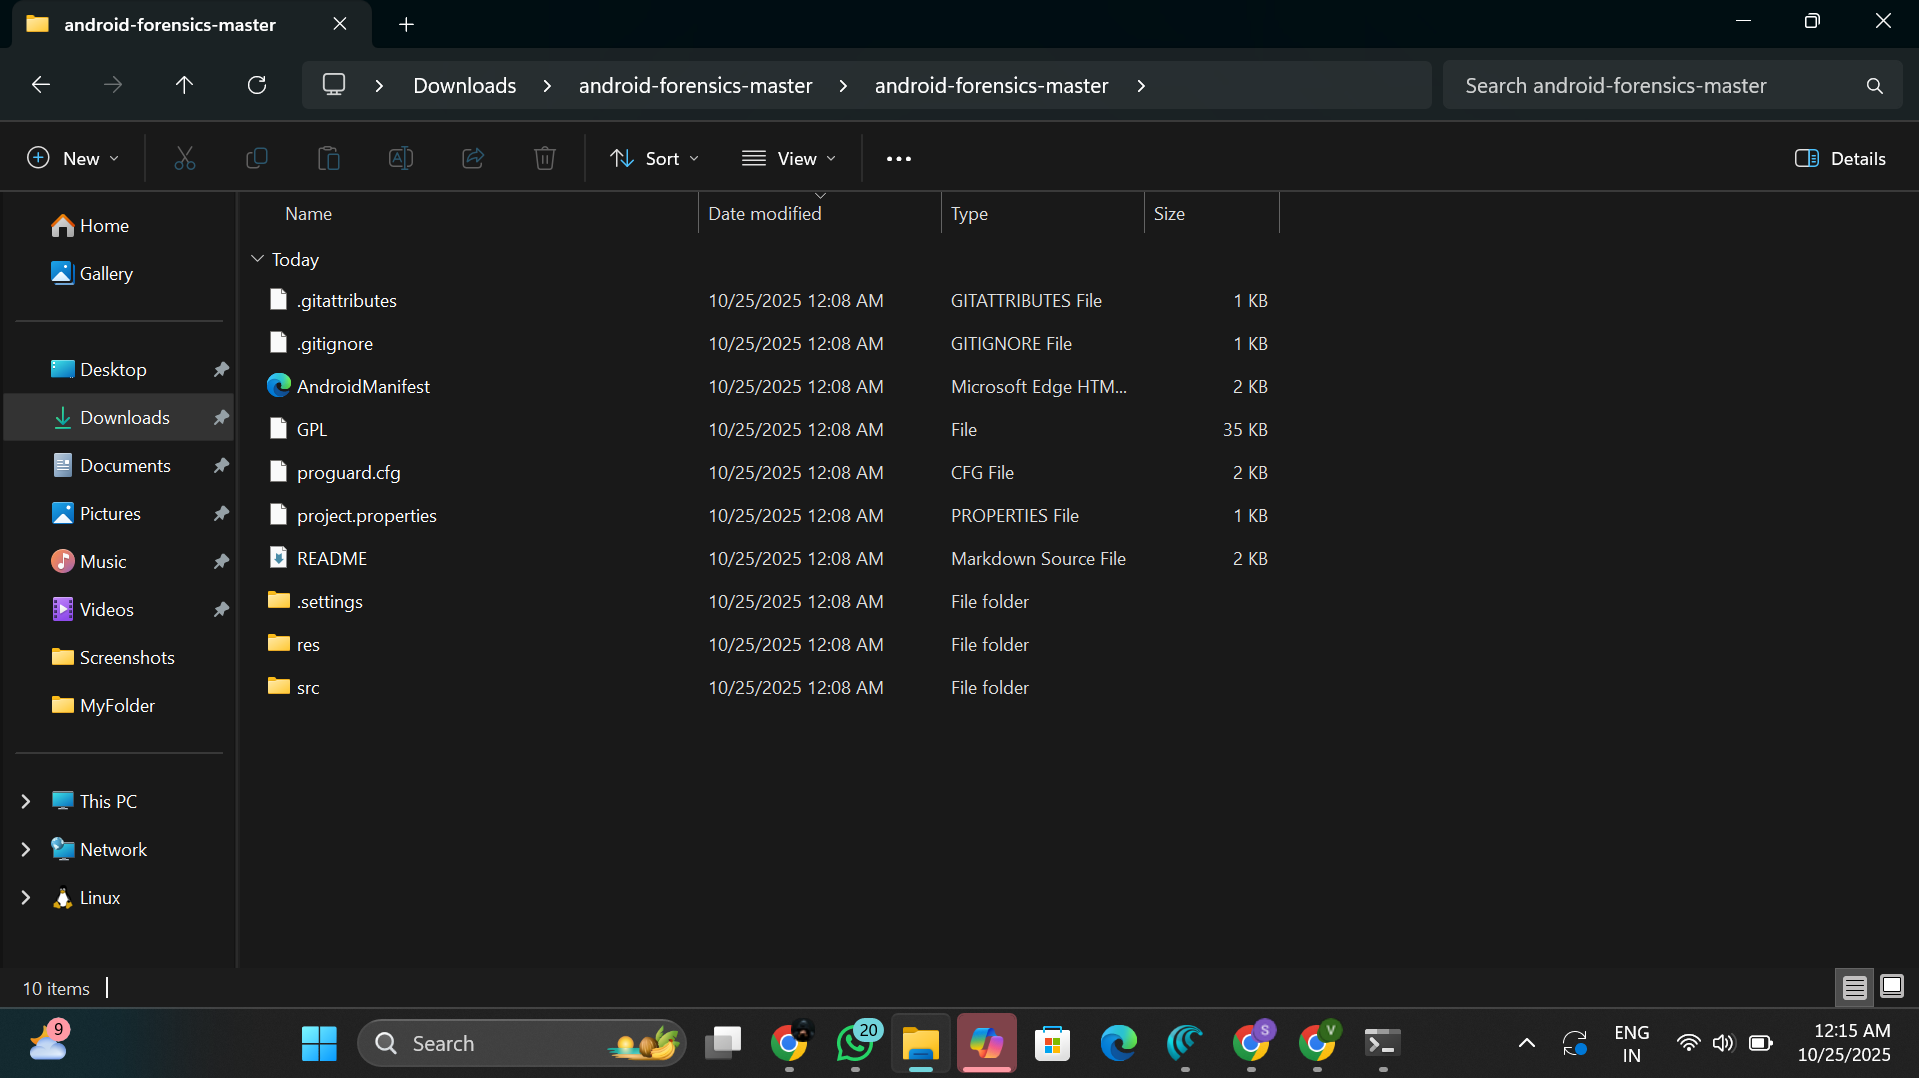 android-forensics-master
Downloads > android-forensics-master > android-forensics-master >
Search android-forensics-master
New
Sort
View
Details
Name Date modified Type Size
Today
.gitattributes 10/25/2025 12:08 AM GITATTRIBUTES File 1 KB
.gitignore 10/25/2025 12:08 AM GITIGNORE File 1 KB
AndroidManifest 10/25/2025 12:08 AM Microsoft Edge HTM... 2 KB
GPL 10/25/2025 12:08 AM File 35 KB
proguard.cfg 10/25/2025 12:08 AM CFG File 2 KB
project.properties 10/25/2025 12:08 AM PROPERTIES File 1 KB
README 10/25/2025 12:08 AM Markdown Source File 2 KB
.settings 10/25/2025 12:08 AM File folder
res 10/25/2025 12:08 AM File folder
src 10/25/2025 12:08 AM File folder
Home
Gallery
Desktop
Downloads
Documents
Pictures
Music
Videos
Screenshots
MyFolder
This PC
Network
Linux
10 items
9
Search
20
S
V
ENG
IN
12:15 AM
10/25/2025